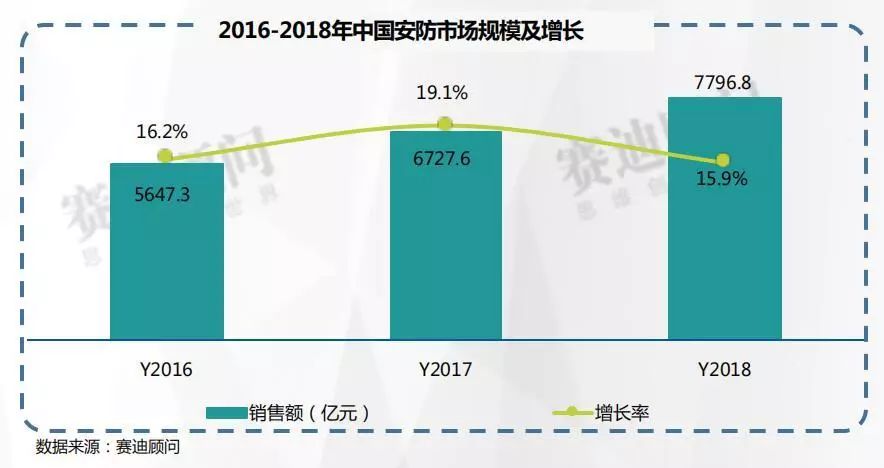 2016-2018年中国安防市场规模及增长
7796.8
19.1%
16.2%
6727.6
5647.3
15.9%
Y2016
Y2017
Y2018
销售额（亿元）
增长率
数据来源：赛迪顾问